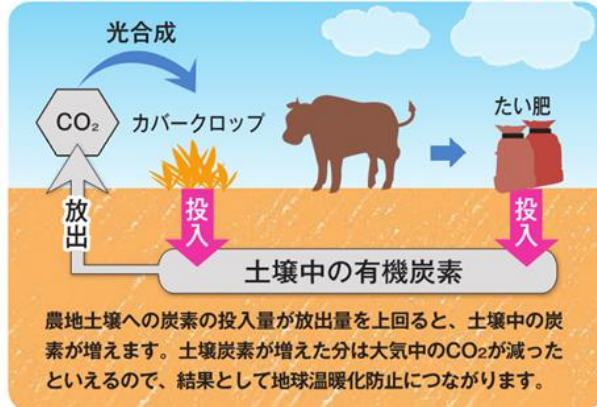 光合成
CO₂
カバークロップ
たい肥
放出
投入
投入
土壌中の有機炭素
農地土壌への炭素の投入量が放出量を上回ると、土壌中の炭
素が増えます。土壌炭素が増えた分は大気中のCO₂が減った
といえるので、結果として地球温暖化防止につながります。